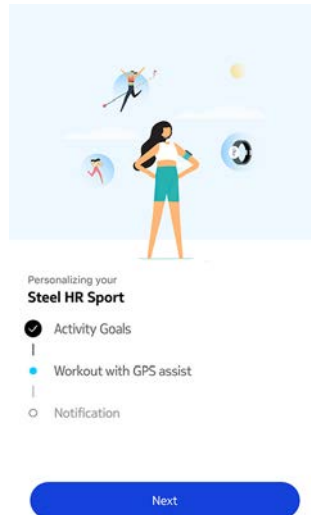 Personalizing your
Steel HR Sport
Activity Goals
Workout with GPS assist
Notification
Next